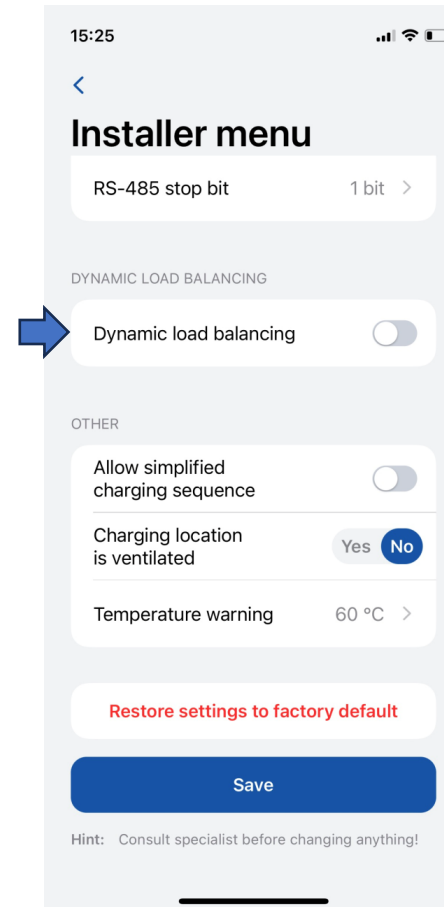 15:25
Installer menu
RS-485 stop bit 1 bit
DYNAMIC LOAD BALANCING
Dynamic load balancing
OTHER
Allow simplified
charging sequence
Charging location
is ventilated
Yes No
Temperature warning 60 °C
Restore settings to factory default
Save
Hint: Consult specialist before changing anything!